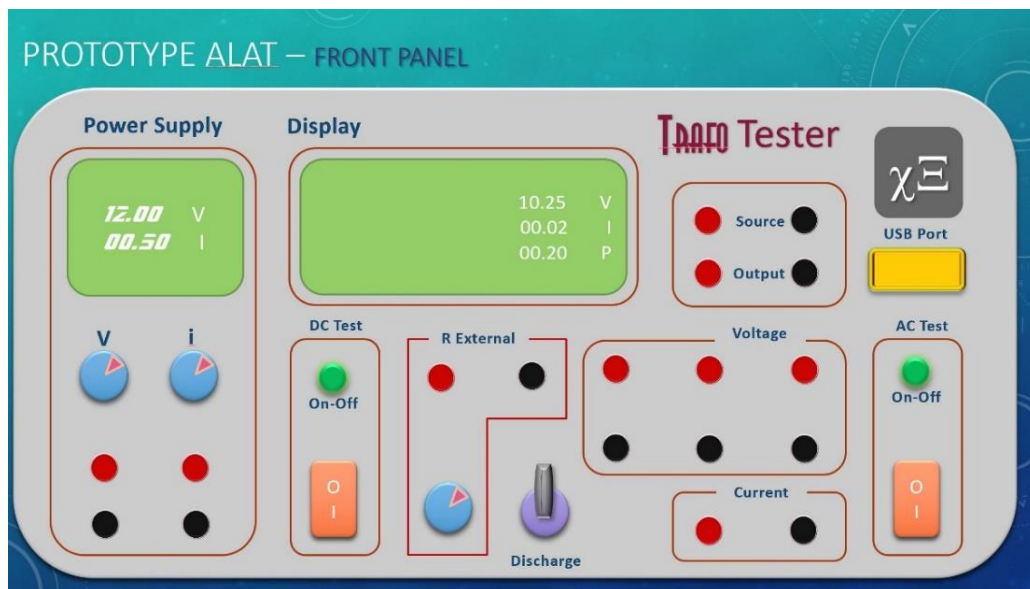 PROTOTYPE ALAT – FRONT PANEL
Power Supply
Display
TRAFO Tester
12.00 V
00.50 I
10.25 V
00.02 I
00.20 P
χΞ
Source
Output
USB Port
V
i
DC Test
On-Off
O
I
R External
Discharge
Voltage
Current
AC Test
On-Off
O
I